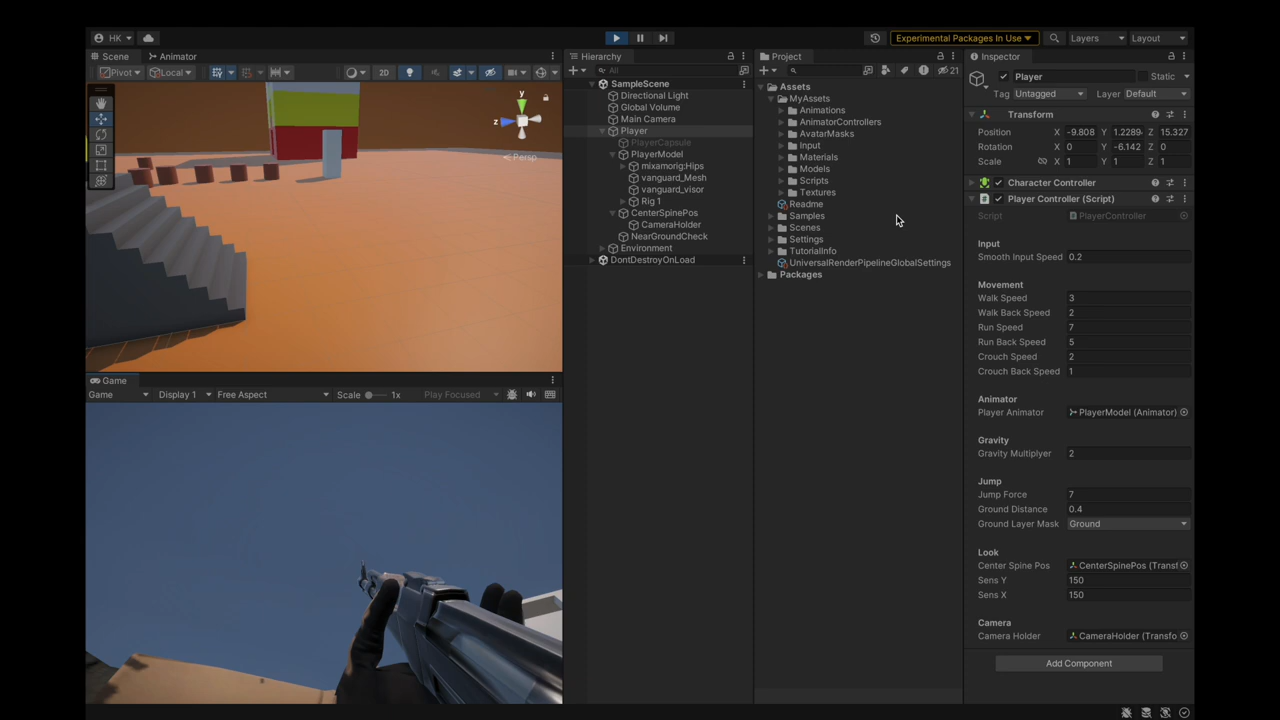 HK
Experimental Packages In Use
Layers
Layout
Scene
Animator
Pivot
Local
2D
y
z
Persp
Game
Game
Display 1
Free Aspect
Scale
1x
Play Focused
Hierarchy
All
SampleScene
Directional Light
Global Volume
Main Camera
Player
PlayerCapsule
PlayerModel
mixamorig:Hips
vanguard_Mesh
vanguard_visor
Rig 1
CenterSpinePos
CameraHolder
NearGroundCheck
Environment
DontDestroyOnLoad
Project
21
Assets
MyAssets
Animations
AnimatorControllers
AvatarMasks
Input
Materials
Models
Scripts
Textures
Readme
Samples
Scenes
Settings
TutorialInfo
UniversalRenderPipelineGlobalSettings
Packages
Inspector
Player
Static
Tag Untagged Layer Default
Transform
Position X -9.808 Y 1.2289 Z 15.327
Rotation X 0 Y -6.142 Z 0
Scale X 1 Y 1 Z 1
Character Controller
Player Controller (Script)
Script PlayerController
Input
Smooth Input Speed 0.2
Movement
Walk Speed 3
Walk Back Speed 2
Run Speed 7
Run Back Speed 5
Crouch Speed 2
Crouch Back Speed 1
Animator
Player Animator PlayerModel (Animator)
Gravity
Gravity Multiplyer 2
Jump
Jump Force 7
Ground Distance 0.4
Ground Layer Mask Ground
Look
Center Spine Pos CenterSpinePos (Transf
Sens Y 150
Sens X 150
Camera
Camera Holder CameraHolder (Transfo
Add Component